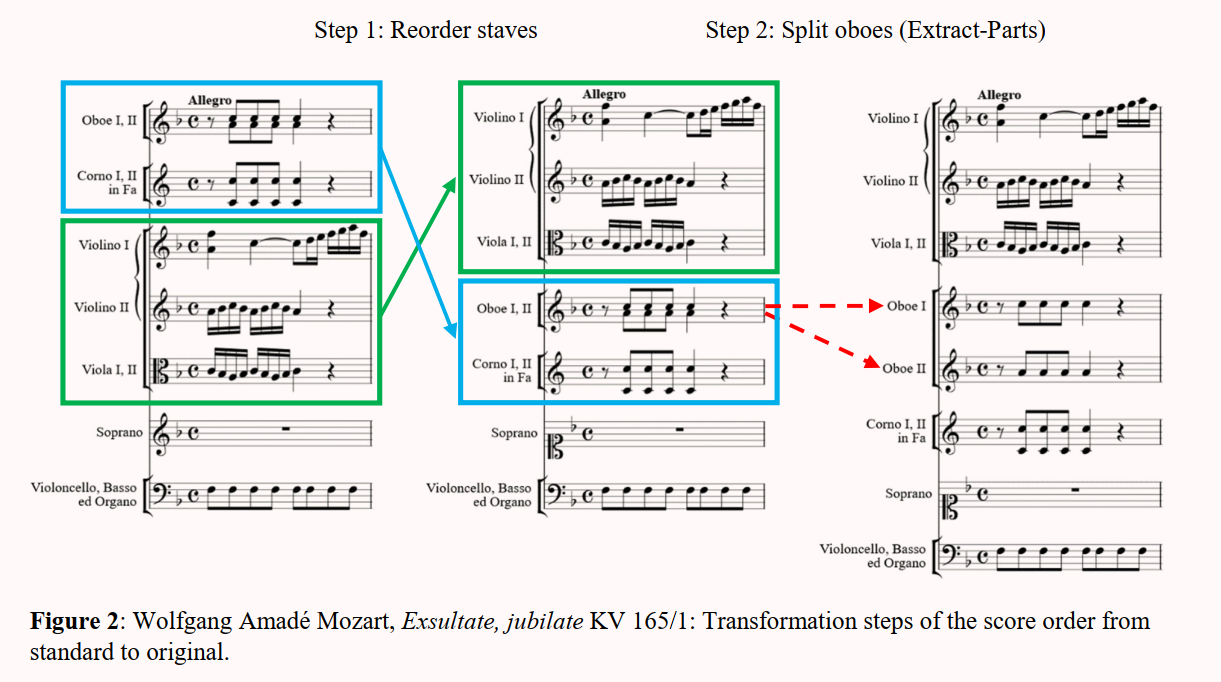 Step 1: Reorder staves
Step 2: Split oboes (Extract-Parts)
Allegro
Oboe I, II
Corno I, II
in Fa
Violino I
Violino II
Viola I, II
Soprano
Violoncello, Basso
ed Organo
Allegro
Violino I
Violino II
Viola I, II
Oboe I, II
Corno I, II
in Fa
Soprano
Violoncello, Basso
ed Organo
Allegro
Violino I
Violino II
Viola I, II
Oboe I
Oboe II
Corno I, II
in Fa
Soprano
Violoncello, Basso
ed Organo
Figure 2: Wolfgang Amadé Mozart, Exsultate, jubilate KV 165/1: Transformation steps of the score order from
standard to original.